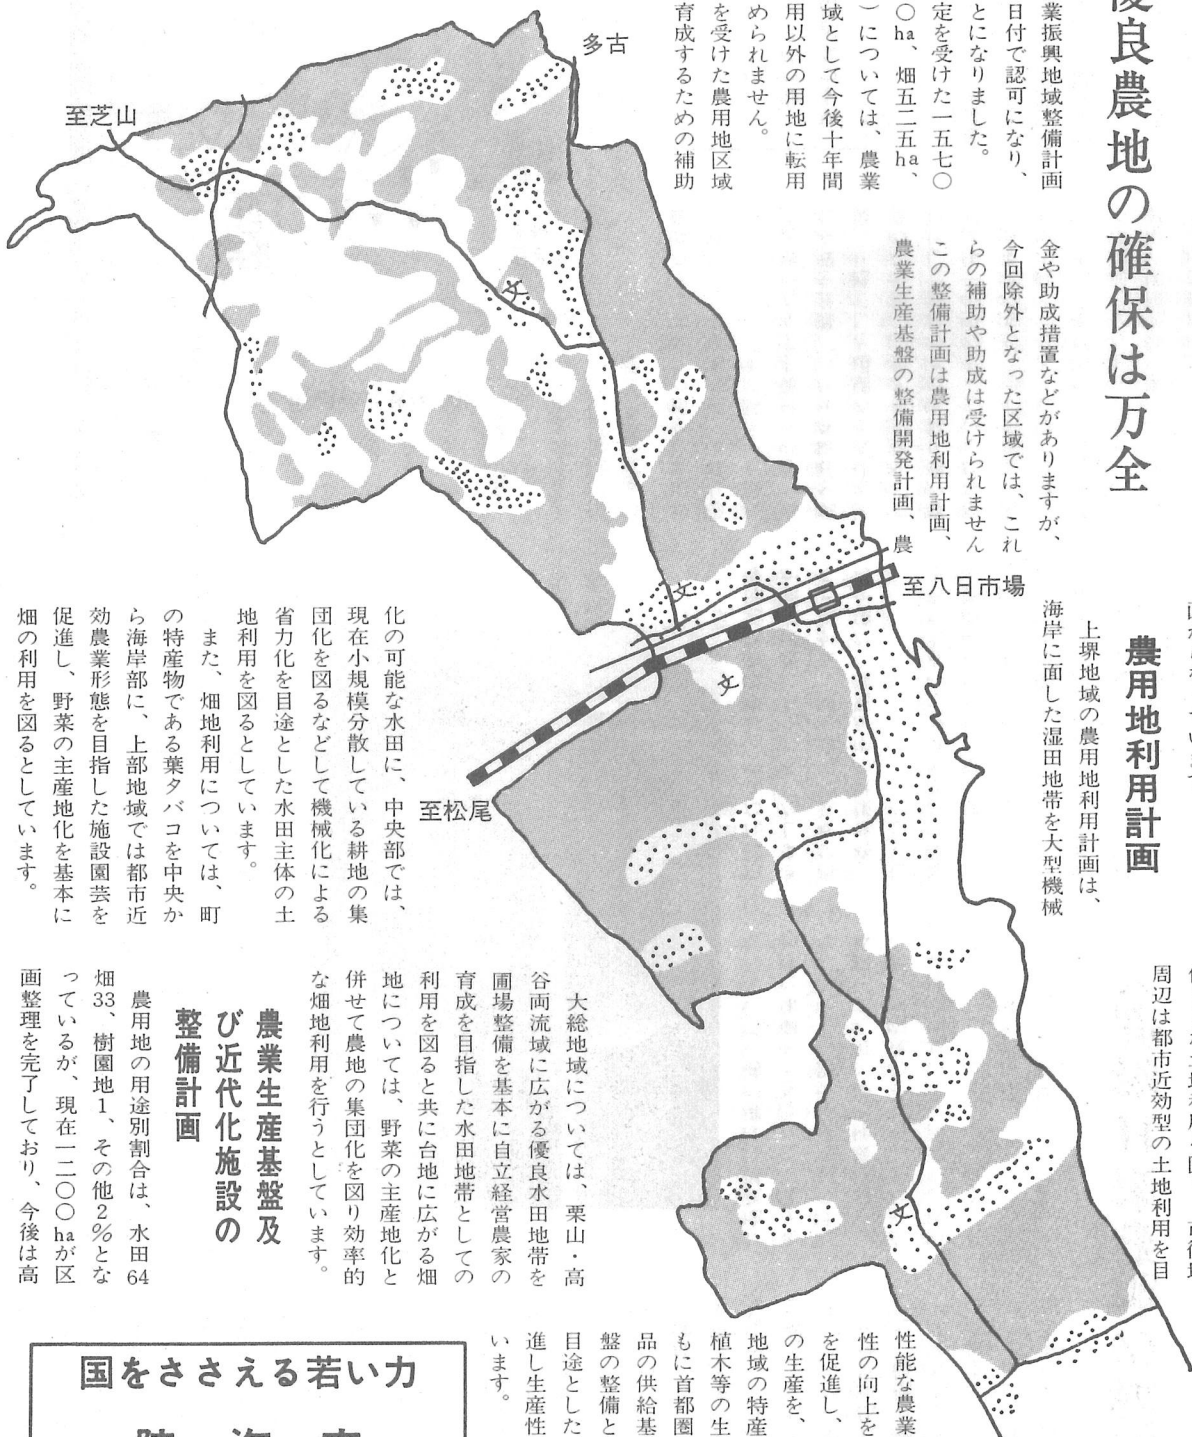 優良農地の確保は万全
業振興地域整備計画
日付で認可になり、
とになりました。
定を受けた一五七〇
〇ha、畑五二五ha、
）については、農業
域として今後十年間
用以外の用地に転用
められません。
を受けた農用地区域
育成するための補助
金や助成措置などがありますが、
今回除外となった区域では、これ
らの補助や助成は受けられません
この整備計画は農用地利用計画、
農業生産基盤の整備開発計画、農
多古
至芝山
文
文
至八日市場
文
至松尾
文
農用地利用計画
上堺地域の農用地利用計画は、
海岸に面した湿田地帯を大型機械
化の可能な水田に、中央部では、
現在小規模分散している耕地の集
団化を図るなどして機械化による
省力化を目途とした水田主体の土
地利用を図るとしています。
また、畑地利用については、町
の特産物である葉タバコを中央か
ら海岸部に、上部地域では都市近
効農業形態を目指した施設園芸を
促進し、野菜の主産地化を基本に
畑の利用を図るとしています。
周辺は都市近効型の土地利用を目
大総地域については、栗山・高
谷両流域に広がる優良水田地帯を
圃場整備を基本に自立経営農家の
育成を目指した水田地帯としての
利用を図ると共に台地に広がる畑
地については、野菜の主産地化と
併せて農地の集団化を図り効率的
な畑地利用を行うとしています。
農業生産基盤及
び近代化施設の
整備計画
農用地の用途別割合は、水田64
畑33、樹園地1、その他2％とな
っているが、現在一二〇〇haが区
画整理を完了しており、今後は高
性能な農業
性の向上を
を促進し、
の生産を、
地域の特産
植木等の生
もに首都圏
品の供給基
盤の整備と
目途とした
進し生産性
います。
国をささえる若い力